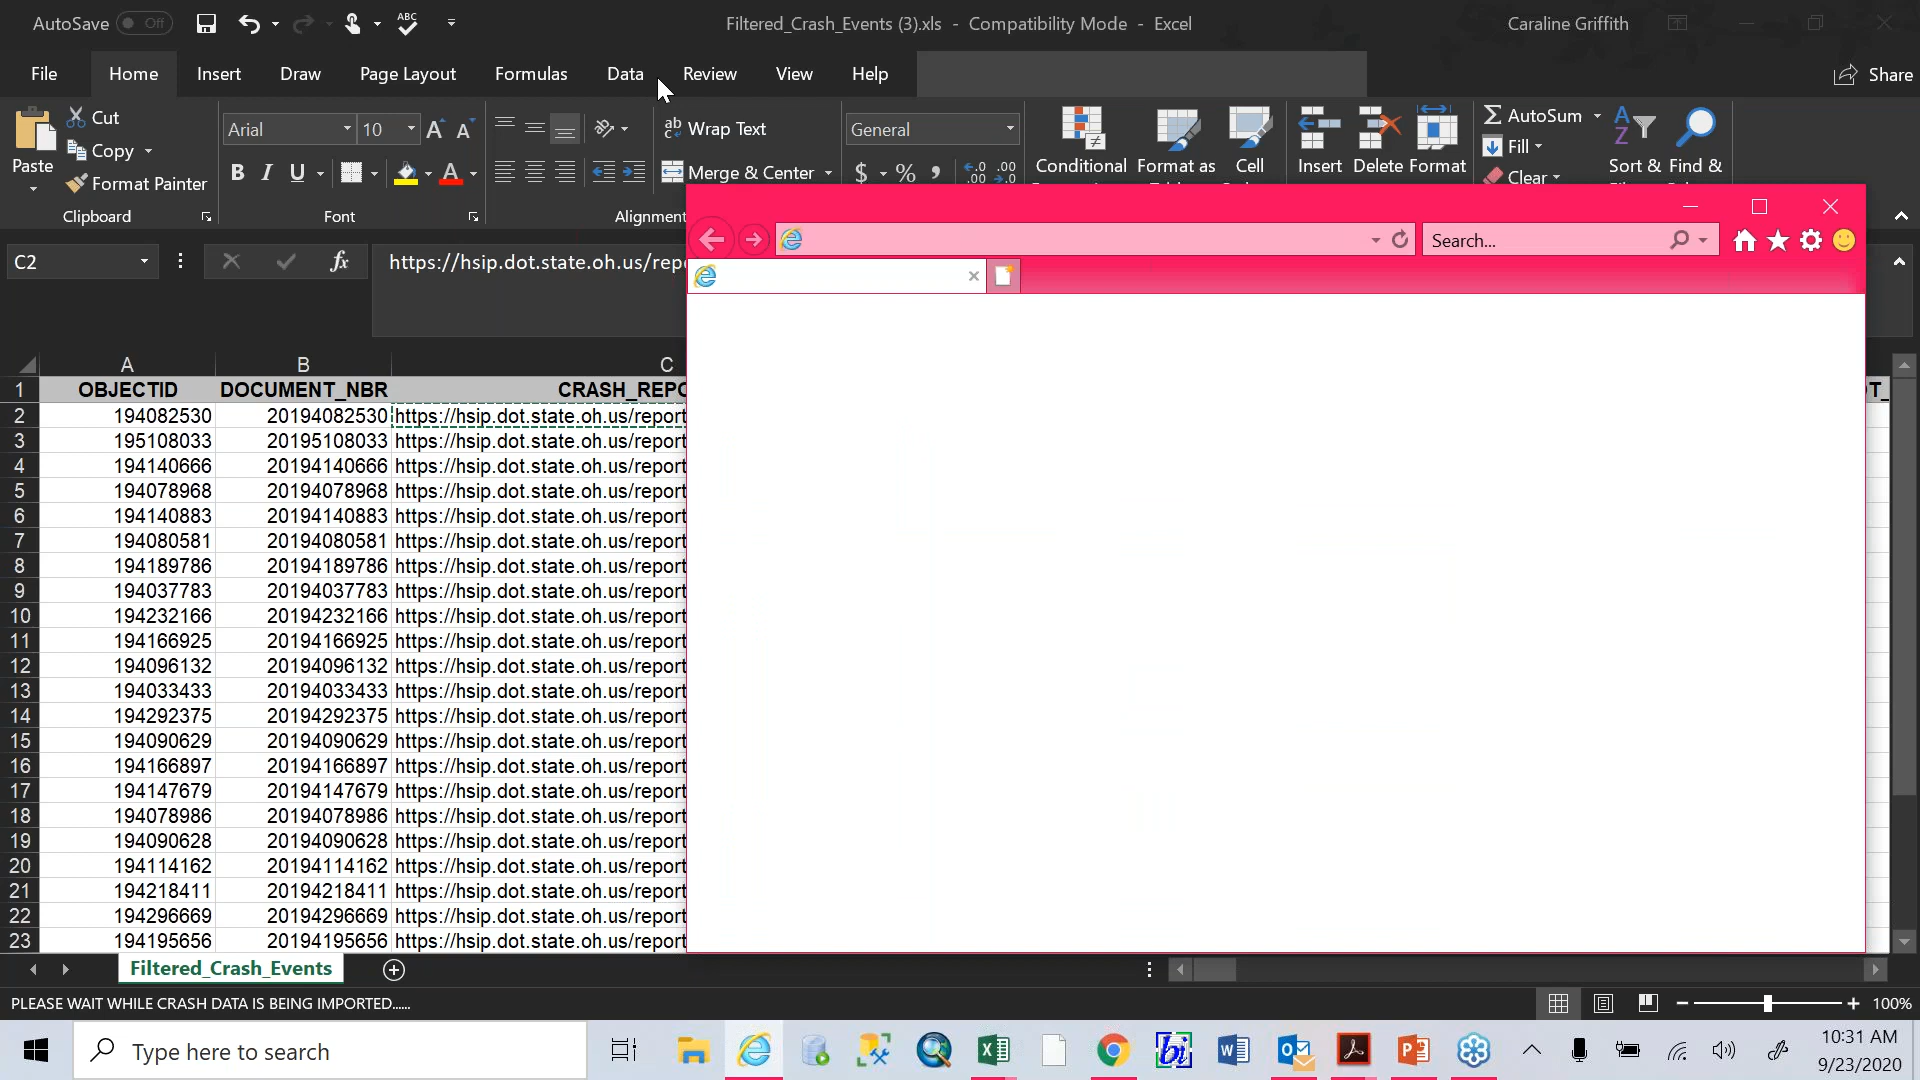 AutoSave Off
Filtered_Crash_Events (3).xls - Compatibility Mode - Excel
Caraline Griffith
File Home Insert Draw Page Layout Formulas Data Review View Help
Share
Paste
Cut
Copy
Format Painter
Clipboard
Arial 10
B I U
Font
Wrap Text
Merge & Center
Alignment
General
$ %
Conditional
Format as
Cell
Insert Delete Format
AutoSum
Fill
Clear
Sort & Find &
C2
fx
https://hsip.dot.state.oh.us/repo
Search...
A B C
1 OBJECTID DOCUMENT_NBR CRASH_REPO
2 194082530 20194082530 https://hsip.dot.state.oh.us/report
3 195108033 20195108033 https://hsip.dot.state.oh.us/report
4 194140666 20194140666 https://hsip.dot.state.oh.us/report
5 194078968 20194078968 https://hsip.dot.state.oh.us/report
6 194140883 20194140883 https://hsip.dot.state.oh.us/report
7 194080581 20194080581 https://hsip.dot.state.oh.us/report
8 194189786 20194189786 https://hsip.dot.state.oh.us/report
9 194037783 20194037783 https://hsip.dot.state.oh.us/report
10 194232166 20194232166 https://hsip.dot.state.oh.us/report
11 194166925 20194166925 https://hsip.dot.state.oh.us/report
12 194096132 20194096132 https://hsip.dot.state.oh.us/report
13 194033433 20194033433 https://hsip.dot.state.oh.us/report
14 194292375 20194292375 https://hsip.dot.state.oh.us/report
15 194090629 20194090629 https://hsip.dot.state.oh.us/report
16 194166897 20194166897 https://hsip.dot.state.oh.us/report
17 194147679 20194147679 https://hsip.dot.state.oh.us/report
18 194078986 20194078986 https://hsip.dot.state.oh.us/report
19 194090628 20194090628 https://hsip.dot.state.oh.us/report
20 194114162 20194114162 https://hsip.dot.state.oh.us/report
21 194218411 20194218411 https://hsip.dot.state.oh.us/report
22 194296669 20194296669 https://hsip.dot.state.oh.us/report
23 194195656 20194195656 https://hsip.dot.state.oh.us/report
Filtered_Crash_Events
PLEASE WAIT WHILE CRASH DATA IS BEING IMPORTED......
100%
Type here to search
10:31 AM
9/23/2020